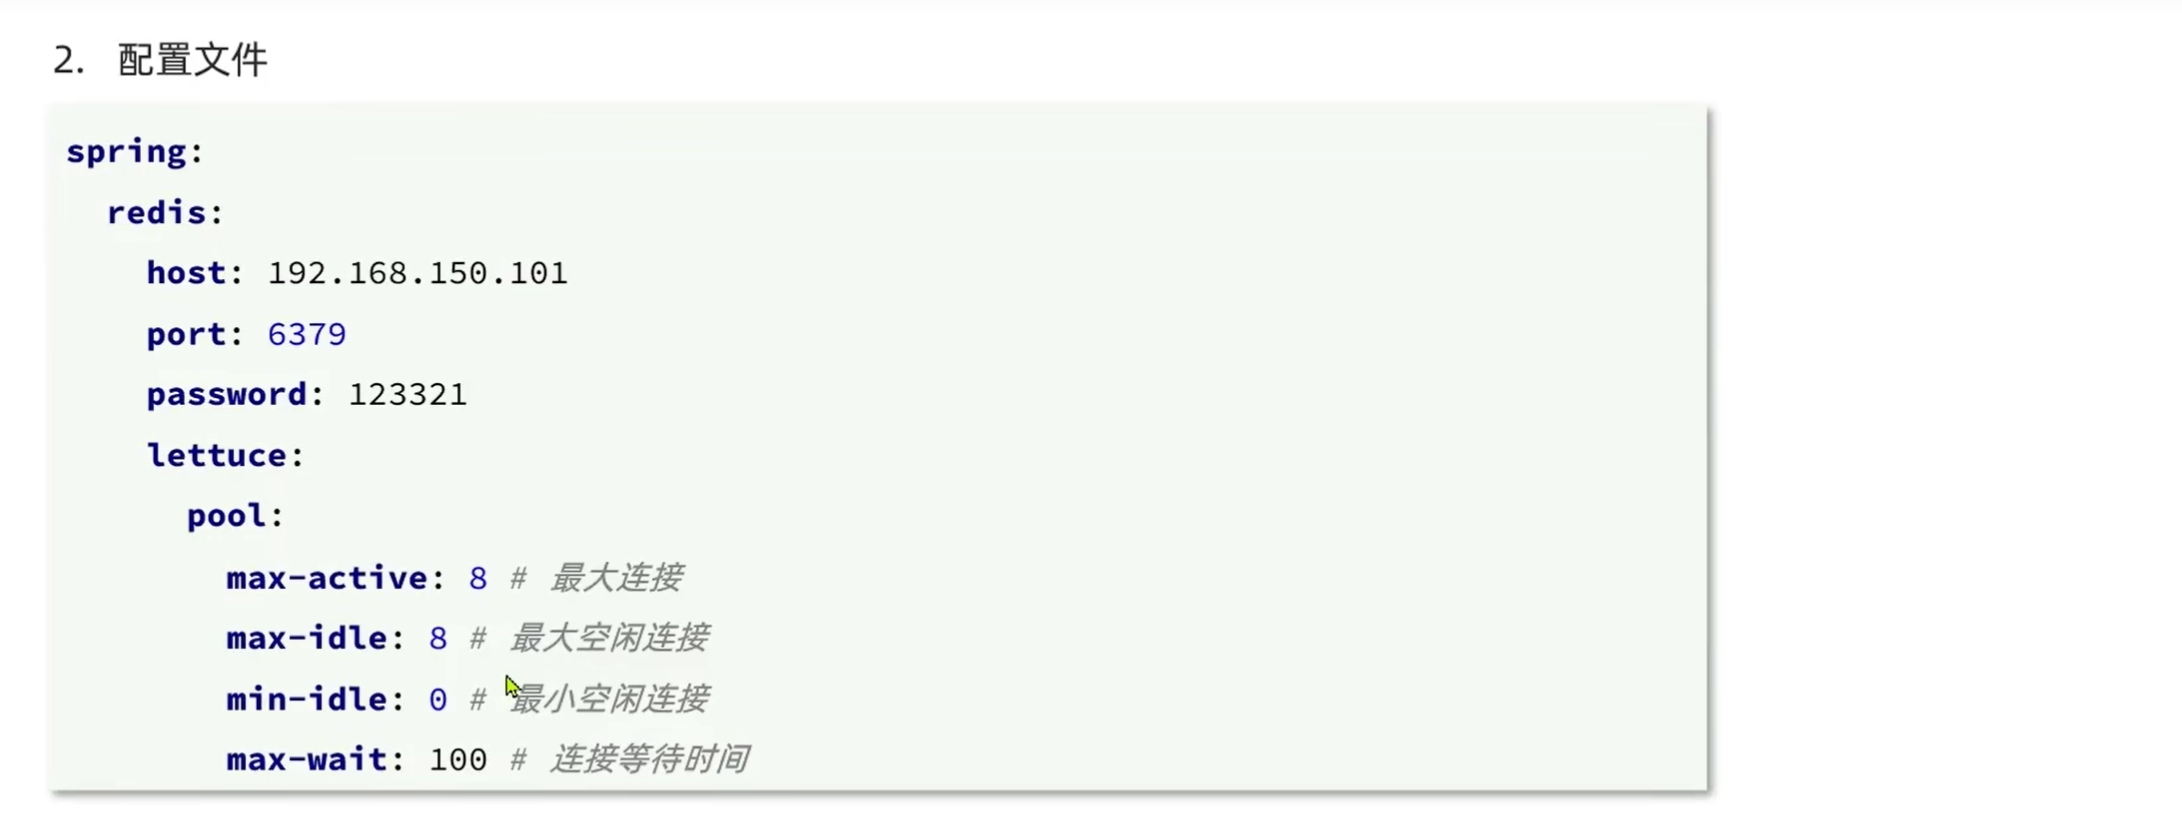 2. 配置文件
spring:
  redis:
    host: 192.168.150.101
    port: 6379
    password: 123321
    lettuce:
      pool:
        max-active: 8 # 最大连接
        max-idle: 8 # 最大空闲连接
        min-idle: 0 # 最小空闲连接
        max-wait: 100 # 连接等待时间